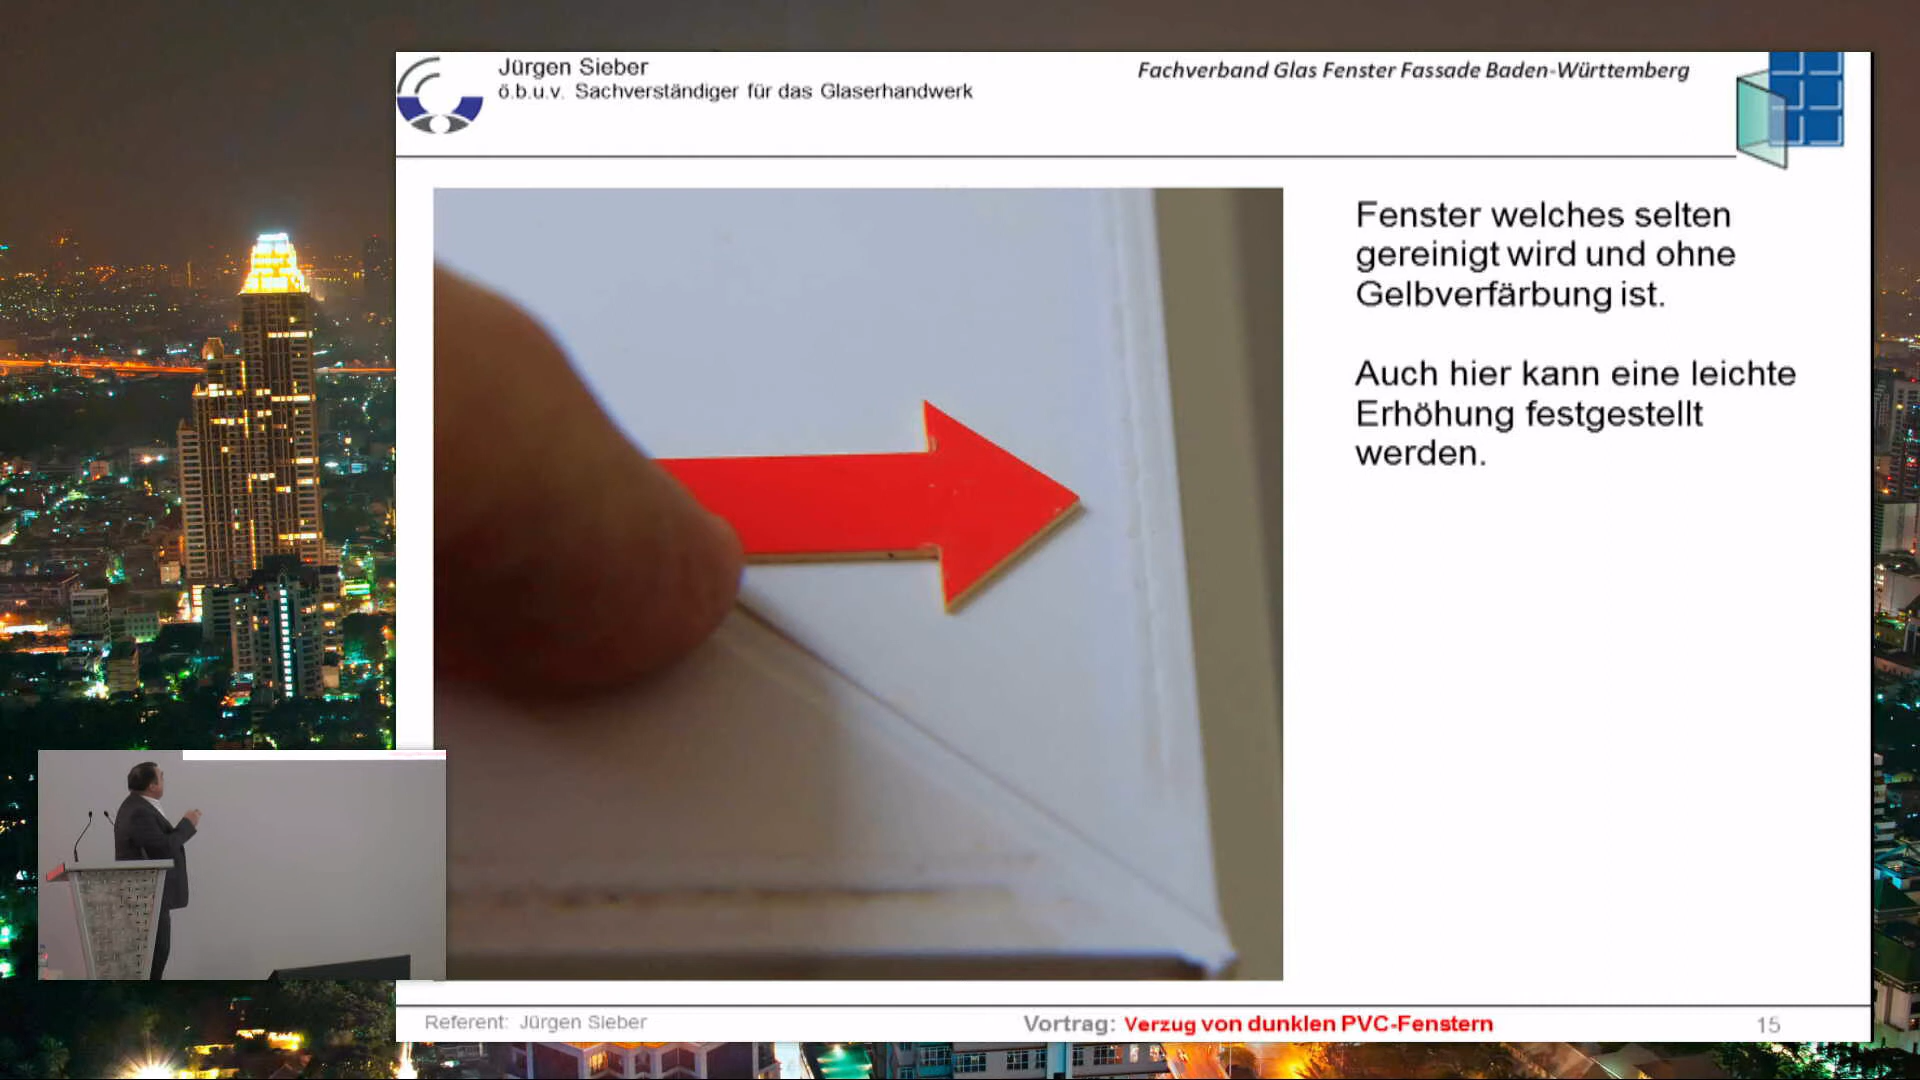 Jürgen Sieber
ö.b.u.v. Sachverständiger für das Glaserhandwerk
Fachverband Glas Fenster Fassade Baden-Württemberg
Fenster welches selten
gereinigt wird und ohne
Gelbverfärbung ist.
Auch hier kann eine leichte
Erhöhung festgestellt
werden.
Referent: Jürgen Sieber
Vortrag: Verzug von dunklen PVC-Fenstern
15